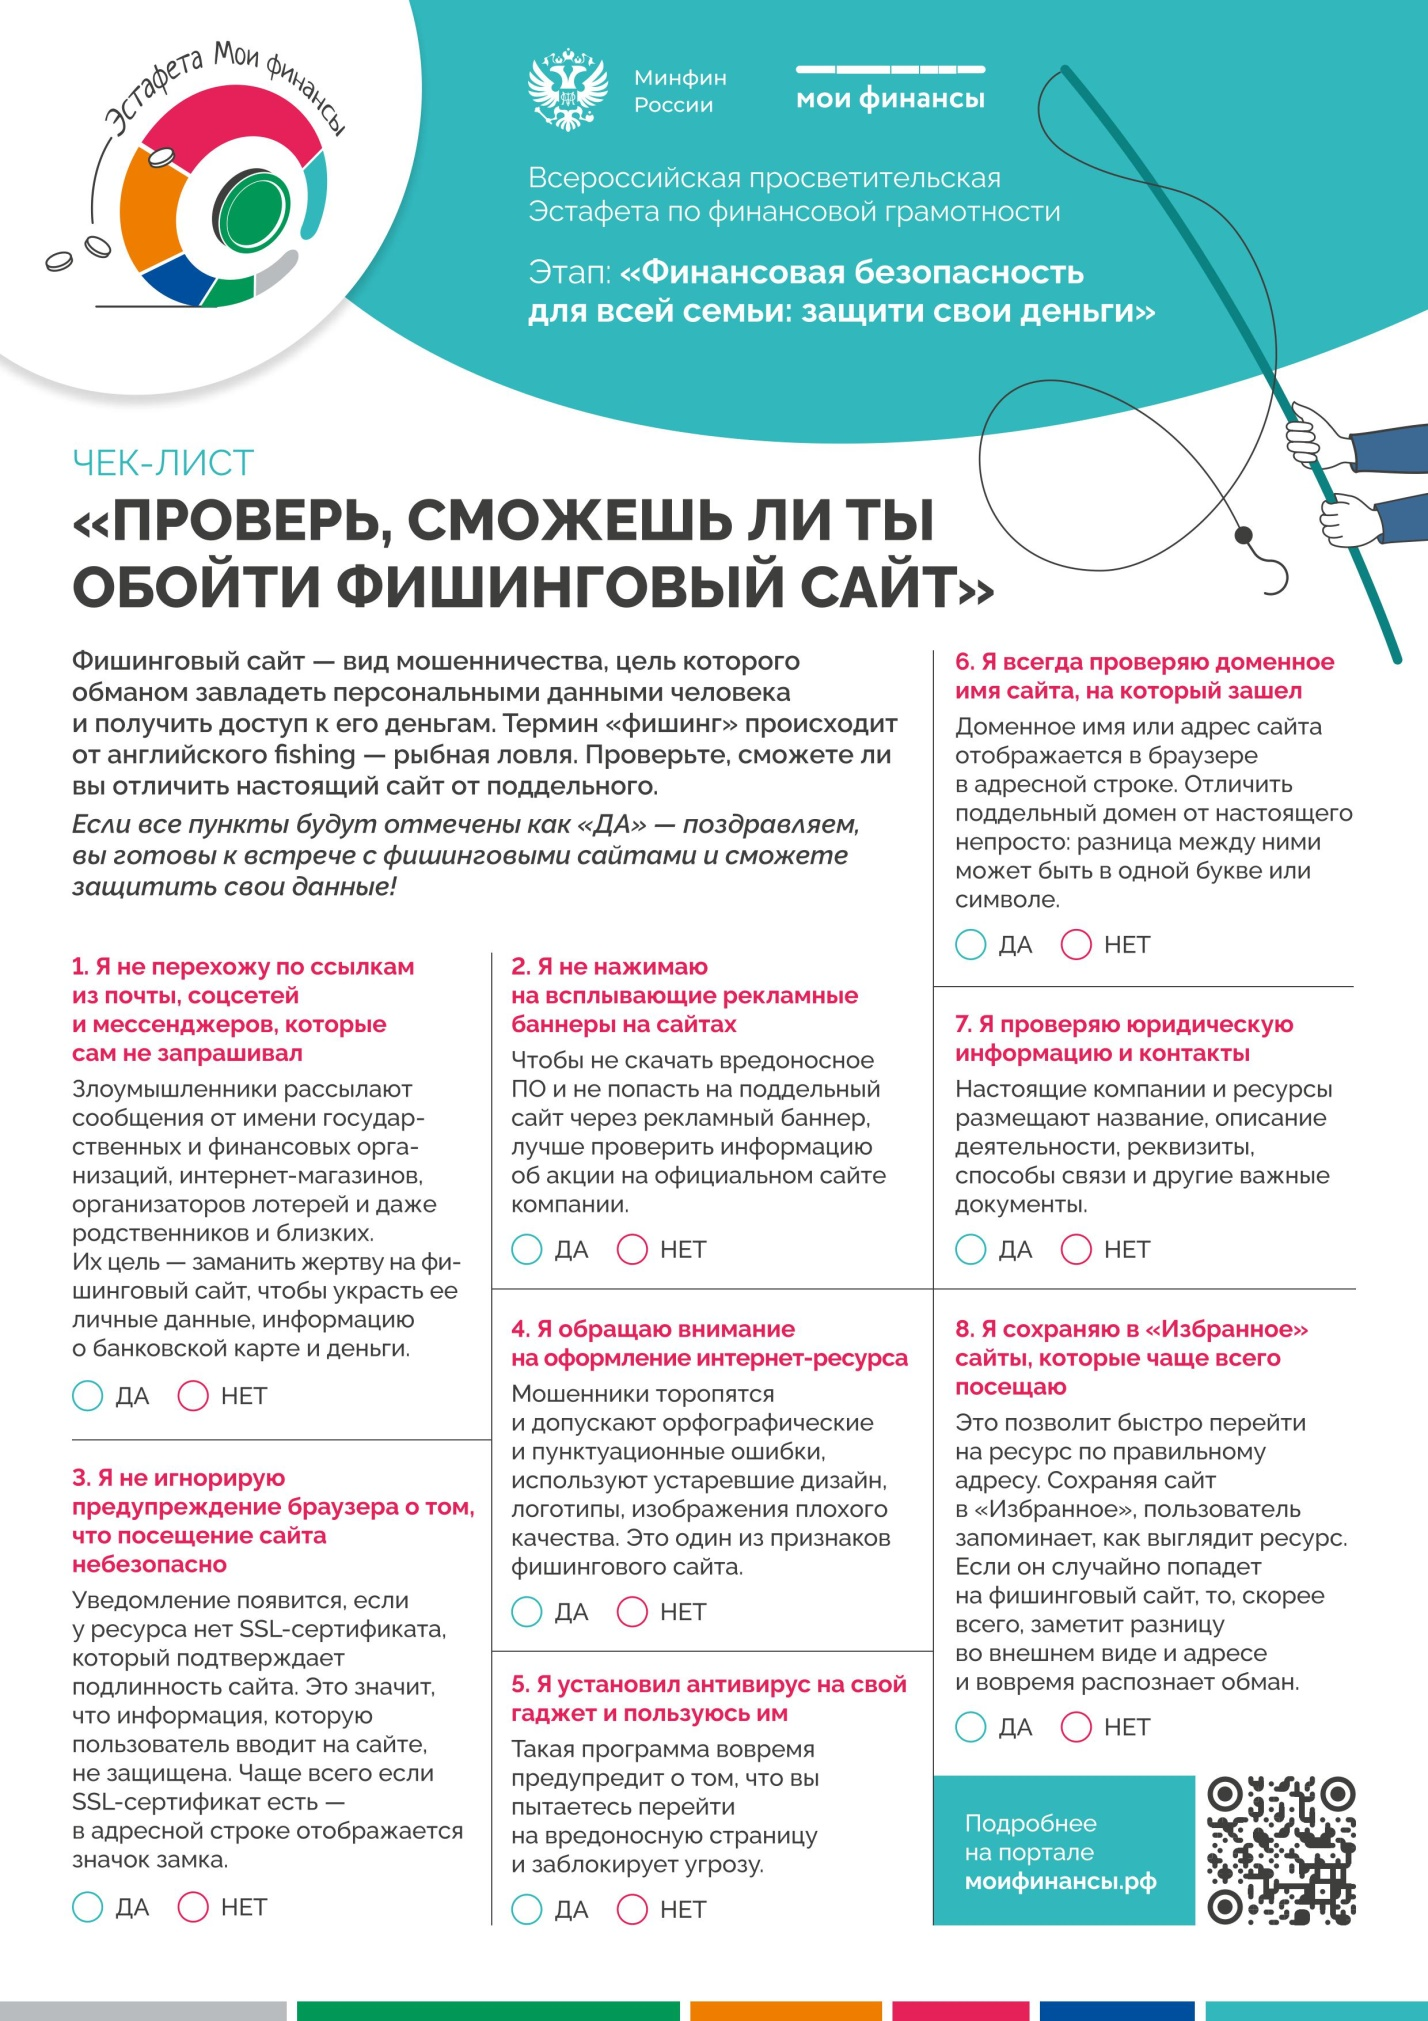 Эстафета Мои финансы
Минфин
России
мои финансы
Всероссийская просветительская
Эстафета по финансовой грамотности
Этап: «Финансовая безопасность
для всей семьи: защити свои деньги»
ЧЕК-ЛИСТ
«ПРОВЕРЬ, СМОЖЕШЬ ЛИ ТЫ
ОБОЙТИ ФИШИНГОВЫЙ САЙТ»
Фишинговый сайт — вид мошенничества, цель которого
обманом завладеть персональными данными человека
и получить доступ к его деньгам. Термин «фишинг» происходит
от английского fishing — рыбная ловля. Проверьте, сможете ли
вы отличить настоящий сайт от поддельного.
Если все пункты будут отмечены как «ДА» — поздравляем,
вы готовы к встрече с фишинговыми сайтами и сможете
защитить свои данные!
1. Я не перехожу по ссылкам
из почты, соцсетей
и мессенджеров, которые
сам не запрашивал
Злоумышленники рассылают
сообщения от имени государ-
ственных и финансовых орга-
низаций, интернет-магазинов,
организаторов лотерей и даже
родственников и близких.
Их цель — заманить жертву на фи-
шинговый сайт, чтобы украсть ее
личные данные, информацию
о банковской карте и деньги.
ДА НЕТ
2. Я не нажимаю
на всплывающие рекламные
баннеры на сайтах
Чтобы не скачать вредоносное
ПО и не попасть на поддельный
сайт через рекламный баннер,
лучше проверить информацию
об акции на официальном сайте
компании.
ДА НЕТ
3. Я не игнорирую
предупреждение браузера о том,
что посещение сайта
небезопасно
Уведомление появится, если
у ресурса нет SSL-сертификата,
который подтверждает
подлинность сайта. Это значит,
что информация, которую
пользователь вводит на сайте,
не защищена. Чаще всего если
SSL-сертификат есть —
в адресной строке отображается
значок замка.
ДА НЕТ
4. Я обращаю внимание
на оформление интернет-ресурса
Мошенники торопятся
и допускают орфографические
и пунктуационные ошибки,
используют устаревшие дизайн,
логотипы, изображения плохого
качества. Это один из признаков
фишингового сайта.
ДА НЕТ
5. Я установил антивирус на свой
гаджет и пользуюсь им
Такая программа вовремя
предупредит о том, что вы
пытаетесь перейти
на вредоносную страницу
и заблокирует угрозу.
ДА НЕТ
6. Я всегда проверяю доменное
имя сайта, на который зашел
Доменное имя или адрес сайта
отображается в браузере
в адресной строке. Отличить
поддельный домен от настоящего
непросто: разница между ними
может быть в одной букве или
символе.
ДА НЕТ
7. Я проверяю юридическую
информацию и контакты
Настоящие компании и ресурсы
размещают название, описание
деятельности, реквизиты,
способы связи и другие важные
документы.
ДА НЕТ
8. Я сохраняю в «Избранное»
сайты, которые чаще всего
посещаю
Это позволит быстро перейти
на ресурс по правильному
адресу. Сохраняя сайт
в «Избранное», пользователь
запоминает, как выглядит ресурс.
Если он случайно попадет
на фишинговый сайт, то, скорее
всего, заметит разницу
во внешнем виде и адресе
и вовремя распознает обман.
ДА НЕТ
Подробнее
на портале
моифинансы.рф